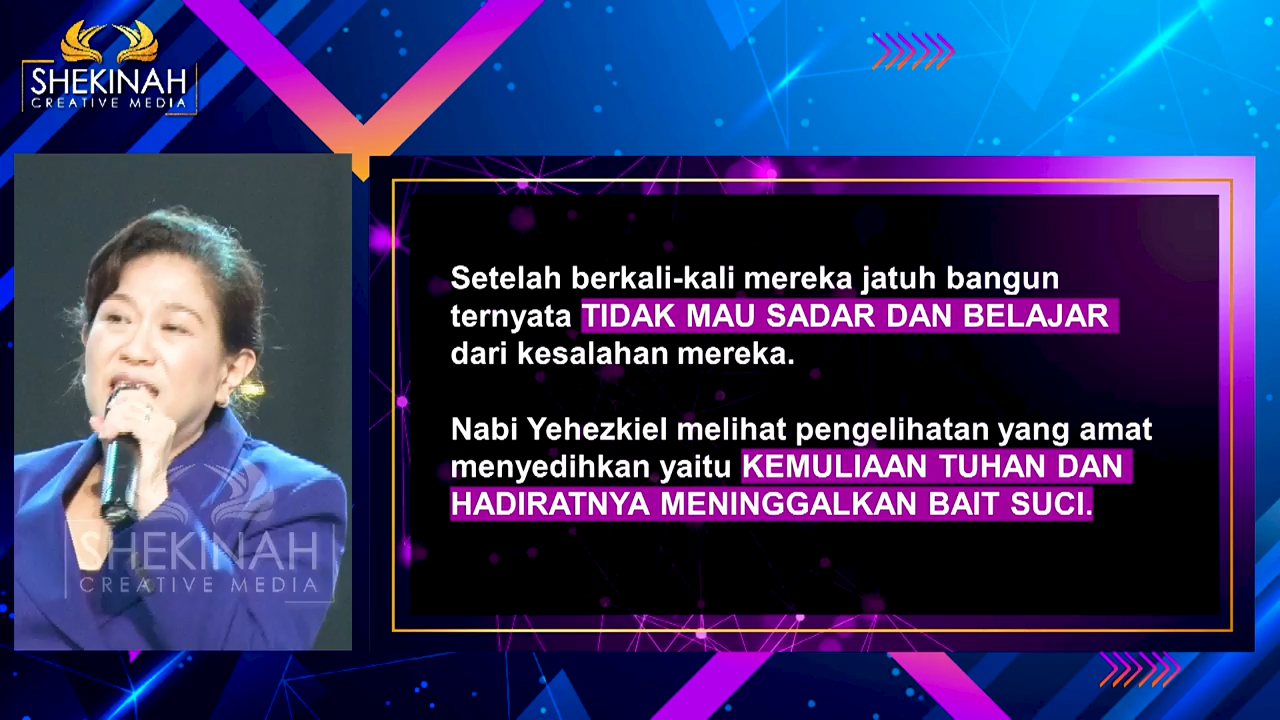 SHEKINAH
CREATIVE MEDIA
Setelah berkali-kali mereka jatuh bangun
ternyata TIDAK MAU SADAR DAN BELAJAR
dari kesalahan mereka.
Nabi Yehezkiel melihat pengelihatan yang amat
menyedihkan yaitu KEMULIAAN TUHAN DAN
HADIRATNYA MENINGGALKAN BAIT SUCI.
SHEKINAH
CREATIVE MEDIA